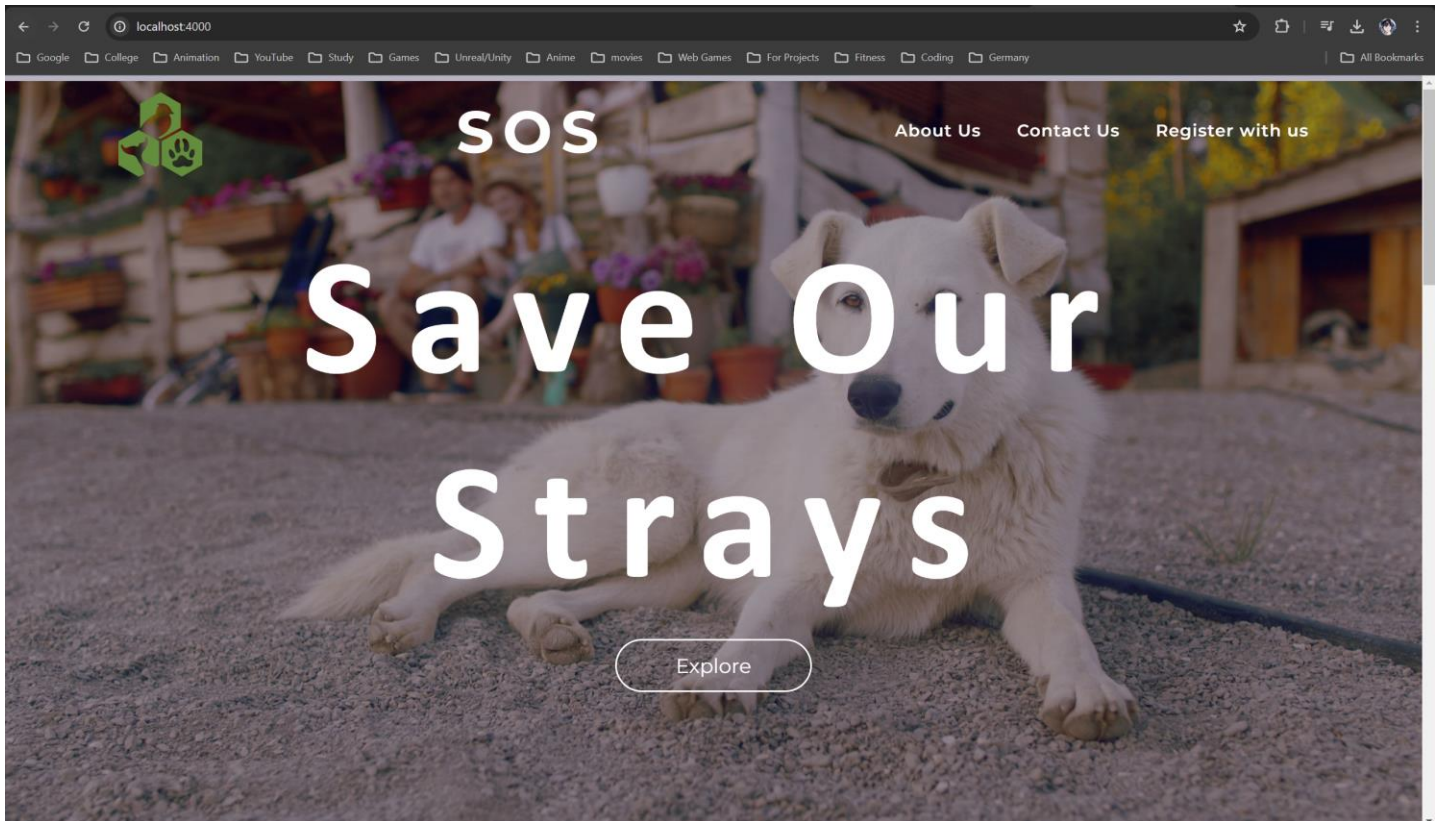 localhost:4000
Google College Animation YouTube Study Games Unreal/Unity Anime movies Web Games For Projects Fitness Coding Germany All Bookmarks
SOS About Us Contact Us Register with us
Save Our
Strays
Explore